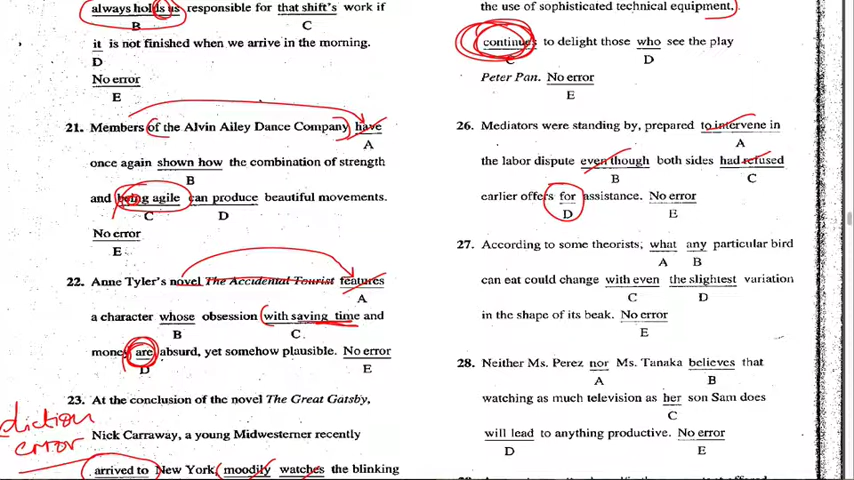 always holds us responsible for that shift's work if
B
C
it is not finished when we arrive in the morning.
D
No error
E
21. Members of the Alvin Ailey Dance Company have
A
once again shown how the combination of strength
B
and being agile can produce beautiful movements.
C
D
No error
E
22. Anne Tyler's novel The Accidental Tourist features
A
a character whose obsession with saving time and
B
C
money are absurd, yet somehow plausible. No error
D
E
23. At the conclusion of the novel The Great Gatsby,
diction
Nick Carraway, a young Midwesterner recently
error
arrived to New York, moodily watches the blinking
the use of sophisticated technical equipment,
continues to delight those who see the play
C
D
Peter Pan. No error
E
26. Mediators were standing by, prepared to intervene in
A
the labor dispute even though both sides had refused
B
C
earlier offers for assistance. No error
D
E
27. According to some theorists, what any particular bird
A
B
can eat could change with even the slightest variation
C
D
in the shape of its beak. No error
E
28. Neither Ms. Perez nor Ms. Tanaka believes that
A
B
watching as much television as her son Sam does
C
will lead to anything productive. No error
D
E